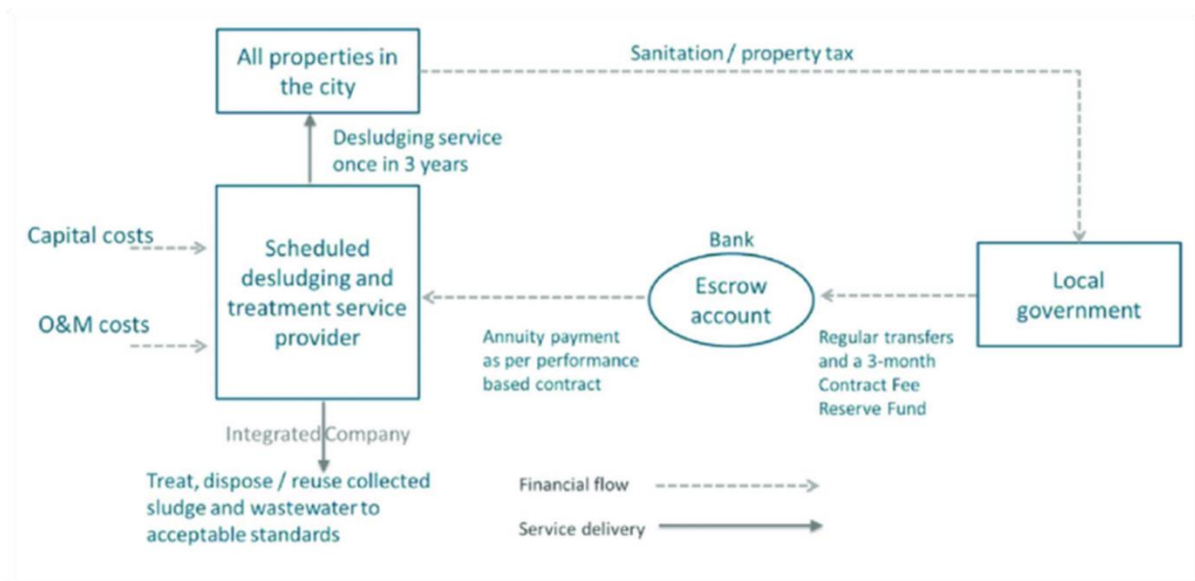 All properties in
the city
Sanitation / property tax
Desludging service
once in 3 years
Capital costs
O&M costs
Scheduled
desludging and
treatment service
provider
Bank
Escrow
account
Local
government
Annuity payment
as per performance
based contract
Regular transfers
and a 3-month
Contract Fee
Reserve Fund
Integrated Company
Treat, dispose / reuse collected
sludge and wastewater to
acceptable standards
Financial flow
Service delivery